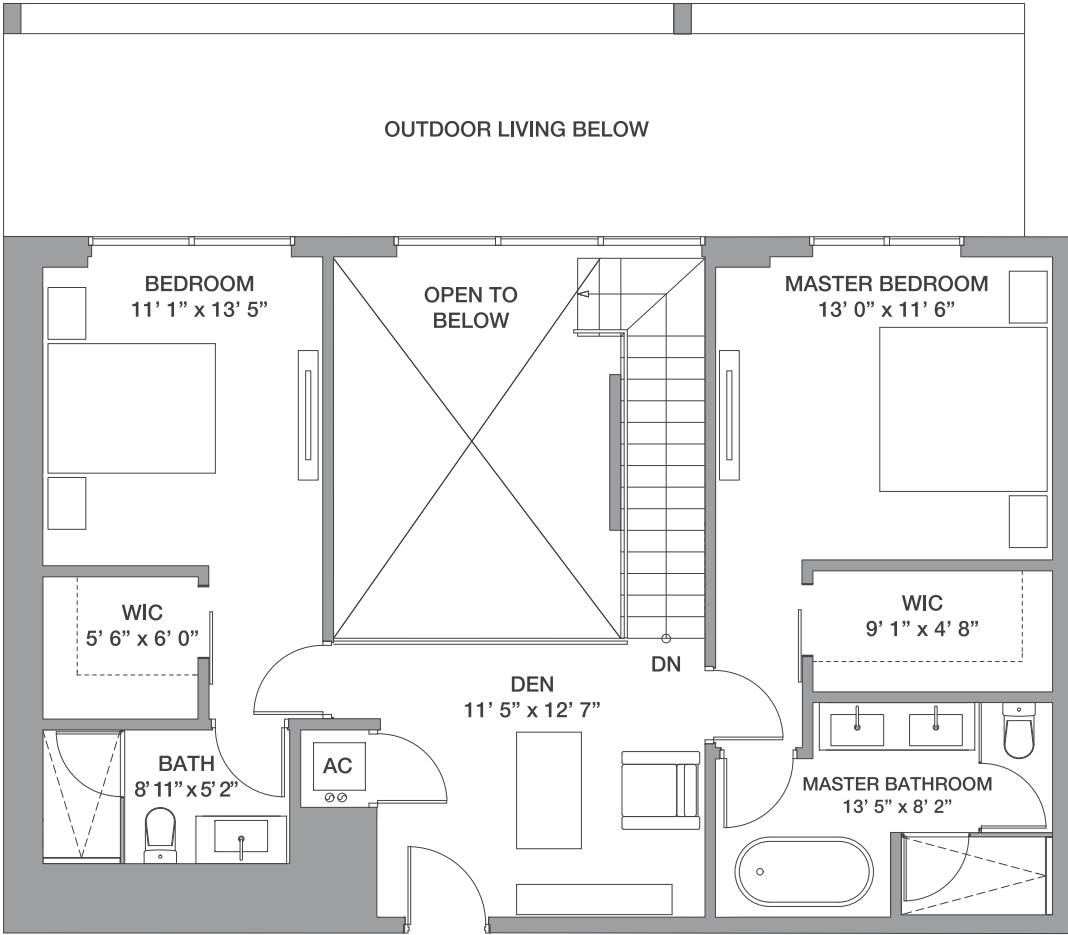 OUTDOOR LIVING BELOW
BEDROOM
11’ 1” x 13’ 5”
OPEN TO
BELOW
MASTER BEDROOM
13’ 0” x 11’ 6”
WIC
5’ 6” x 6’ 0”
WIC
9’ 1” x 4’ 8”
DN
DEN
11’ 5” x 12’ 7”
BATH
8’ 11” x 5’ 2”
AC
MASTER BATHROOM
13’ 5” x 8’ 2”